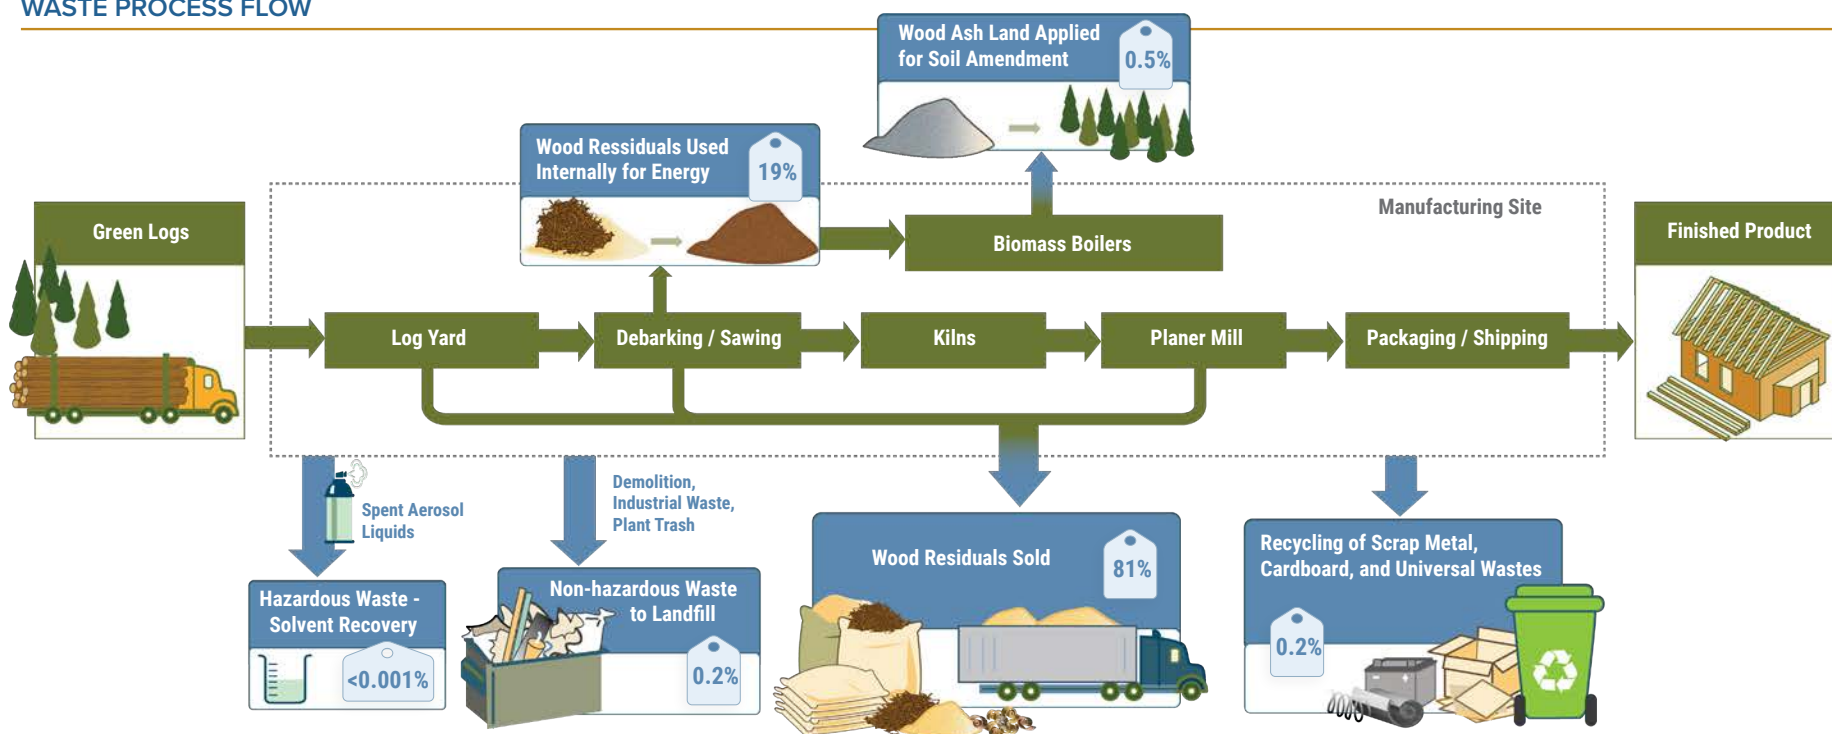 WASTE PROCESS FLOW
Wood Ash Land Applied
for Soil Amendment
0.5%
Wood Ressiduals Used
Internally for Energy
19%
Manufacturing Site
Green Logs
Biomass Boilers
Finished Product
Log Yard
Debarking / Sawing
Kilns
Planer Mill
Packaging / Shipping
Spent Aerosol
Liquids
Demolition,
Industrial Waste,
Plant Trash
Hazardous Waste -
Solvent Recovery
<0.001%
Non-hazardous Waste
to Landfill
0.2%
Wood Residuals Sold
81%
Recycling of Scrap Metal,
Cardboard, and Universal Wastes
0.2%